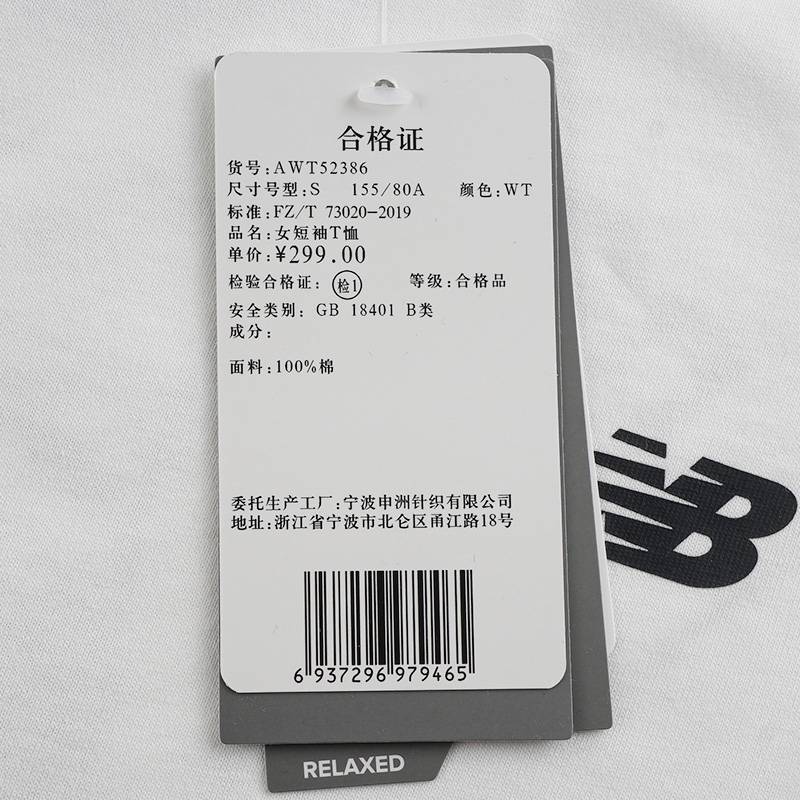 合格证
货号:AWT52386
尺寸号型:S 155/80A 颜色:WT
标准:FZ/T 73020-2019
品名:女短袖T恤
单价:¥299.00
检验合格证: 检1 等级:合格品
安全类别: GB 18401 B类
成分:
面料:100%棉
委托生产工厂:宁波申洲针织有限公司
地址:浙江省宁波市北仑区甬江路18号
6 937296 979465
NB
RELAXED